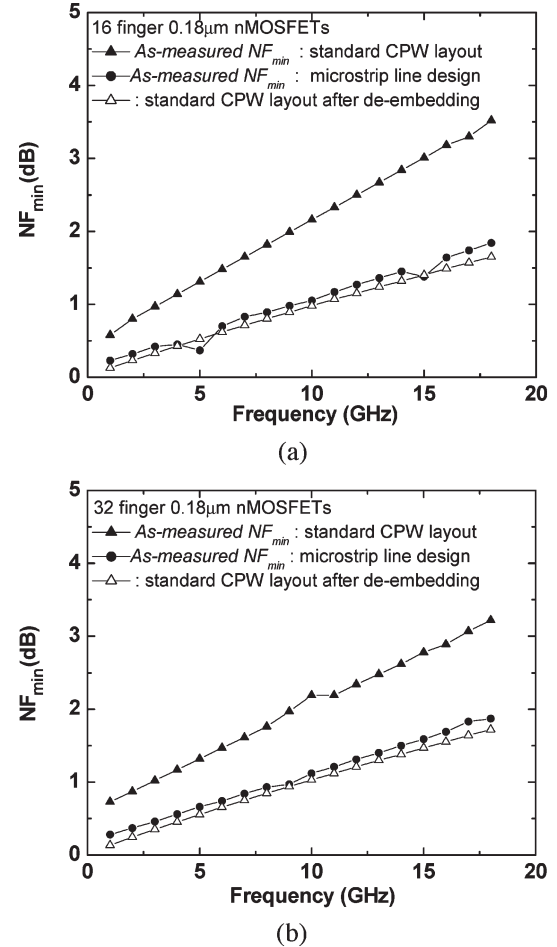 16 finger 0.18μm nMOSFETs
As-measured NFmin : standard CPW layout
As-measured NFmin : microstrip line design
: standard CPW layout after de-embedding
5
4
3
2
1
0
NFmin(dB)
0 5 10 15 20
Frequency (GHz)
(a)
32 finger 0.18μm nMOSFETs
As-measured NFmin : standard CPW layout
As-measured NFmin : microstrip line design
: standard CPW layout after de-embedding
5
4
3
2
1
0
NFmin(dB)
0 5 10 15 20
Frequency (GHz)
(b)